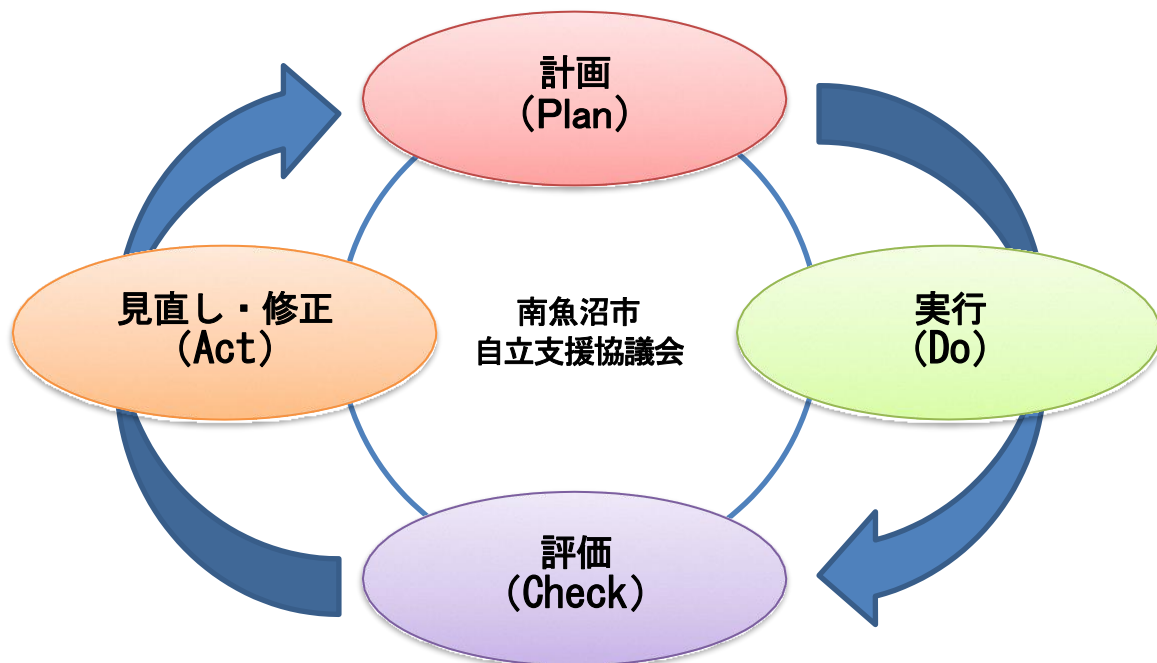 計画
(Plan)
見直し・修正
(Act)
南魚沼市
自立支援協議会
実行
(Do)
評価
(Check)